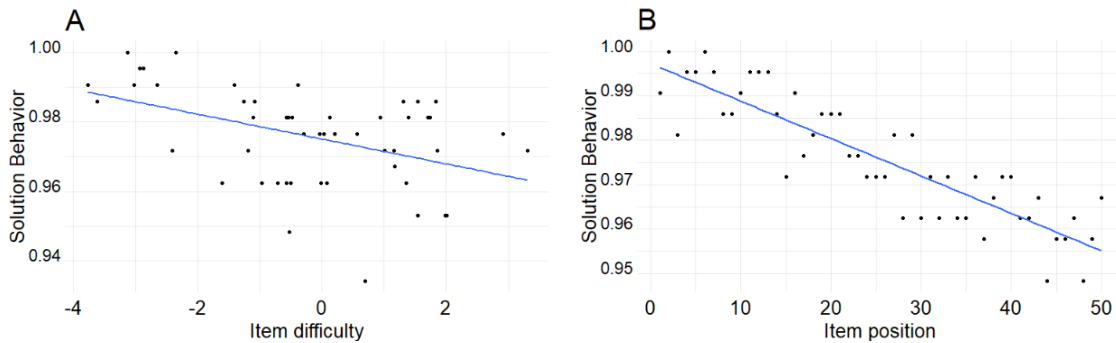 A
1.00
0.98
0.96
0.94
Solution Behavior
-4 -2 0 2
Item difficulty
B
1.00
0.99
0.98
0.97
0.96
0.95
Solution Behavior
0 10 20 30 40 50
Item position